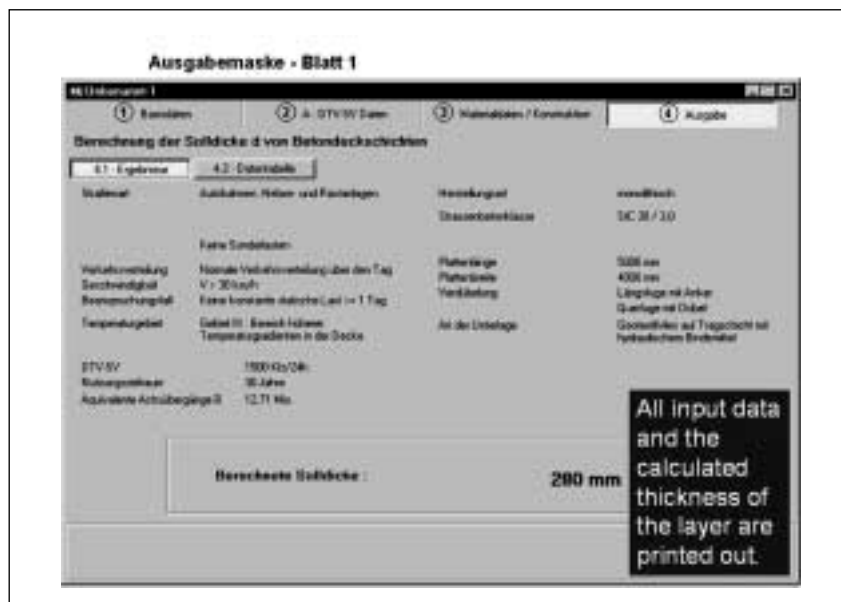 Ausgabemaske - Blatt 1
Unbenannt 1
1 Basisdaten 2 A: DTV-SV Daten 3 Materialdaten / Konstruktion 4 Ausgabe
Berechnung der Solldicke d von Betondeckschichten
4.1 - Ergebnisse 4.2 - Datentabelle
Autobahnen, Neben- und Rastanlagen Herstellungsart monolithisch
StC 30 / 3.0
Keine Sonderlasten
Verkehrsverteilung Normale Verkehrsverteilung über den Tag Plattenlänge 5000 mm
Geschwindigkeit V > 30 km/h Plattenbreite 4000 mm
Beanspruchungsfall Keine konstante statische Last >= 1 Tag Verdübelung Längsfuge mit Anker
Querfuge mit Dübel
Temperaturgebiet Gebiet III : Bereich höherer Art der Unterlage Geotextilvlies auf Tragschicht mit
Temperaturgradienten in der Decke hydraulischem Bindemittel
DTV-SV 1500 Kfz/24h
Nutzungsdauer 30 Jahre
Äquivalente Achsübergänge B 12,71 Mio.
Berechnete Solldicke : 280 mm
All input data
and the
calculated
thickness of
the layer are
printed out.